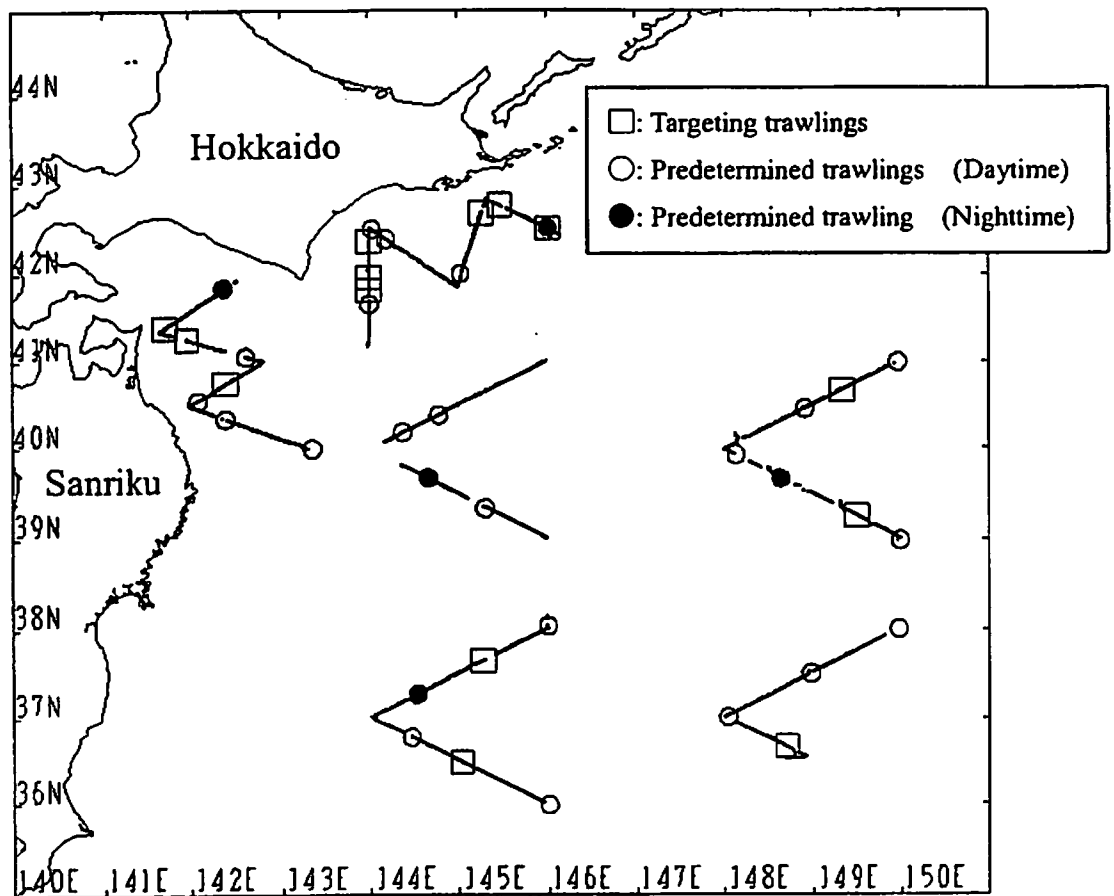 44N
□: Targeting trawlings
Hokkaido
○: Predetermined trawlings (Daytime)
43N
●: Predetermined trawling (Nighttime)
42N
41N
40N
Sanriku
39N
38N
37N
36N
140E 141E 142E 143E 144E 145E 146E 147E 148E 149E 150E